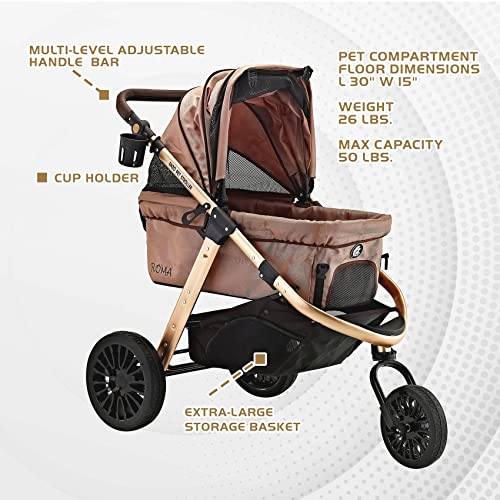 MULTI-LEVEL ADJUSTABLE
HANDLE BAR
PET COMPARTMENT
FLOOR DIMENSIONS
L 30" W 15"
WEIGHT
26 LBS.
MAX CAPACITY
50 LBS.
CUP HOLDER
ROMA
EXTRA-LARGE
STORAGE BASKET